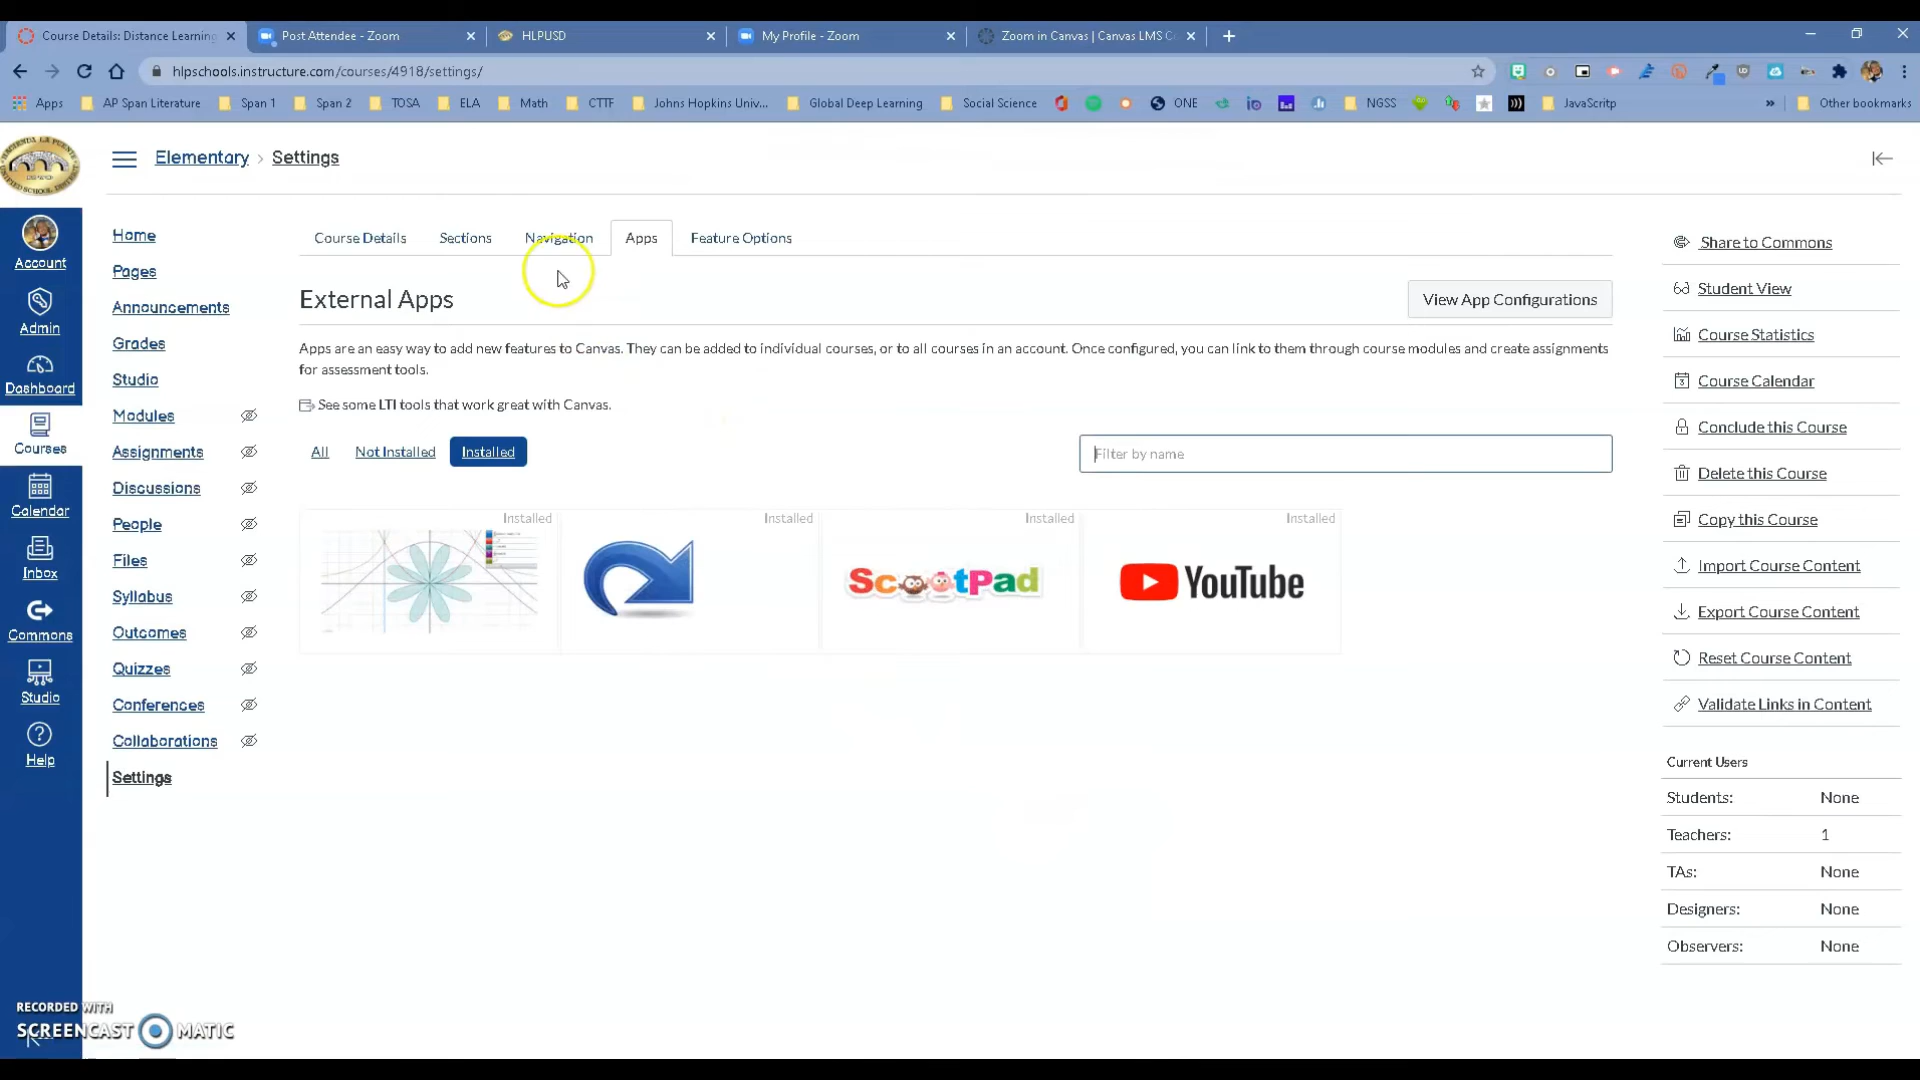 Course Details: Distance Learning
Post Attendee - Zoom
HLPUSD
My Profile - Zoom
Zoom in Canvas | Canvas LMS C
hlpschools.instructure.com/courses/4918/settings/
Apps
AP Span Literature
Span 1
Span 2
TOSA
ELA
Math
CTTF
Johns Hopkins Univ...
Global Deep Learning
Social Science
ONE
NGSS
JavaScritp
»
Other bookmarks
Elementary › Settings
Account
Admin
Dashboard
Courses
Calendar
Inbox
Commons
Studio
Help
Home
Pages
Announcements
Grades
Studio
Modules
Assignments
Discussions
People
Files
Syllabus
Outcomes
Quizzes
Conferences
Collaborations
Settings
Course Details
Sections
Navigation
Apps
Feature Options
External Apps
View App Configurations
Apps are an easy way to add new features to Canvas. They can be added to individual courses, or to all courses in an account. Once configured, you can link to them through course modules and create assignments
for assessment tools.
See some LTI tools that work great with Canvas.
All
Not Installed
Installed
Filter by name
Installed
Installed
Installed
Installed
ScootPad
YouTube
Share to Commons
Student View
Course Statistics
Course Calendar
Conclude this Course
Delete this Course
Copy this Course
Import Course Content
Export Course Content
Reset Course Content
Validate Links in Content
Current Users
Students: None
Teachers: 1
TAs: None
Designers: None
Observers: None
RECORDED WITH
SCREENCAST MATIC